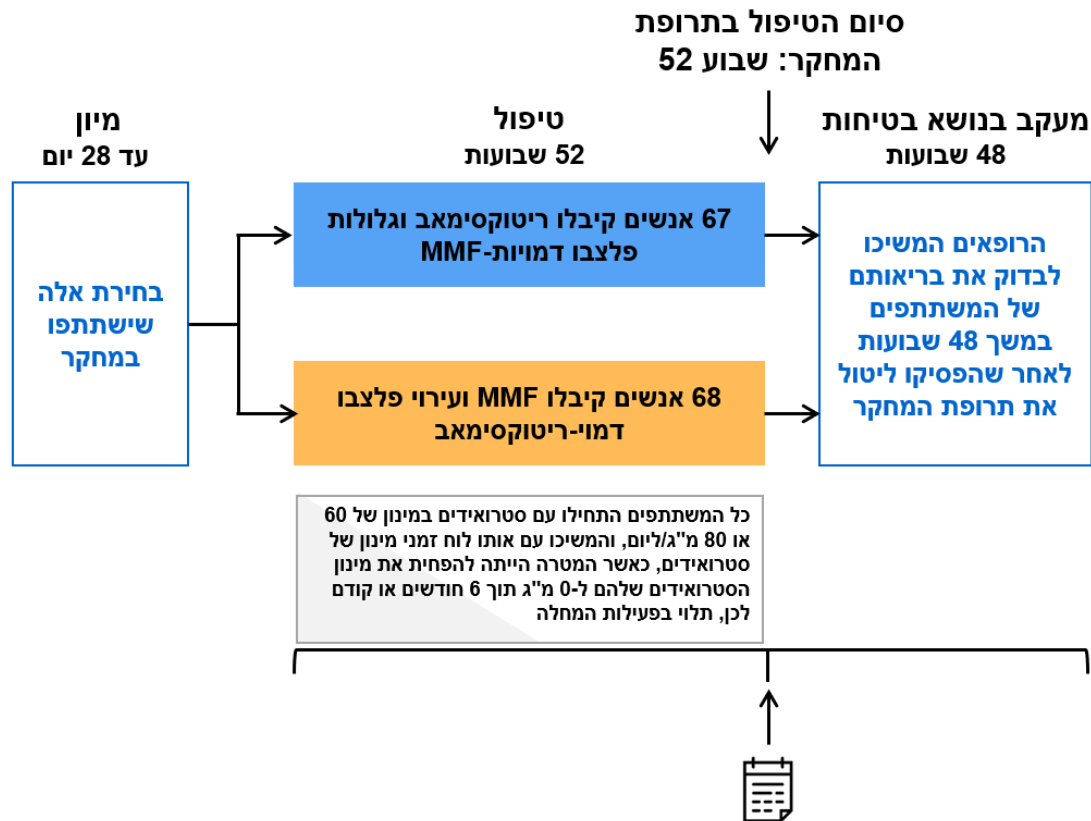 סיום הטיפול בתרופת
המחקר: שבוע 52
מיון
עד 28 יום
טיפול
52 שבועות
מעקב בנושא בטיחות
48 שבועות
בחירת אלה
שישתתפו
במחקר
67 אנשים קיבלו ריטוקסימאב וגלולות
פלצבו דמויות-MMF
68 אנשים קיבלו MMF ועירוי פלצבו
דמוי-ריטוקסימאב
הרופאים המשיכו
לבדוק את בריאותם
של המשתתפים
במשך 48 שבועות
לאחר שהפסיקו ליטול
את תרופת המחקר
כל המשתתפים התחילו עם סטרואידים במינון של 60
או 80 מ"ג/ליום, והמשיכו עם אותו לוח זמני מינון של
סטרואידים, כאשר המטרה הייתה להפחית את מינון
הסטרואידים שלהם ל-0 מ"ג תוך 6 חודשים או קודם
לכן, תלוי בפעילות המחלה